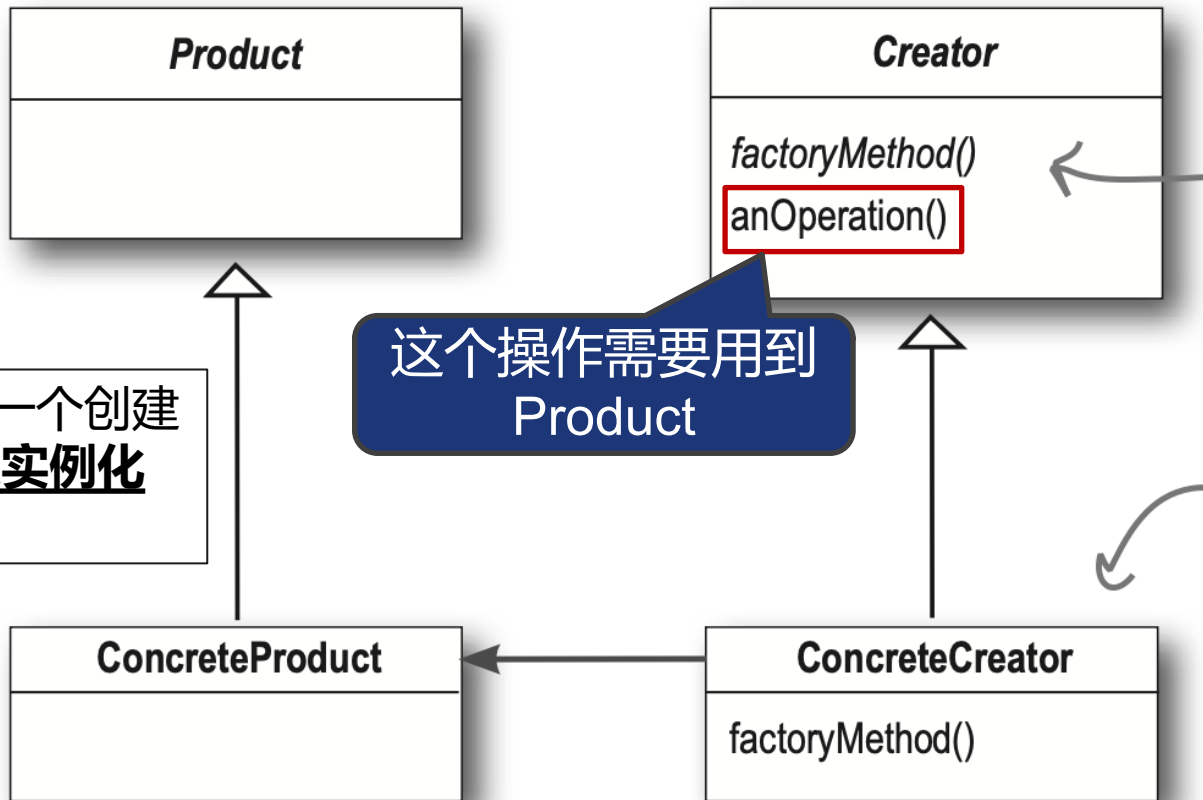 Product
Creator
factoryMethod()
anOperation()
这个操作需要用到
Product
一个创建
实例化
ConcreteProduct
ConcreteCreator
factoryMethod()